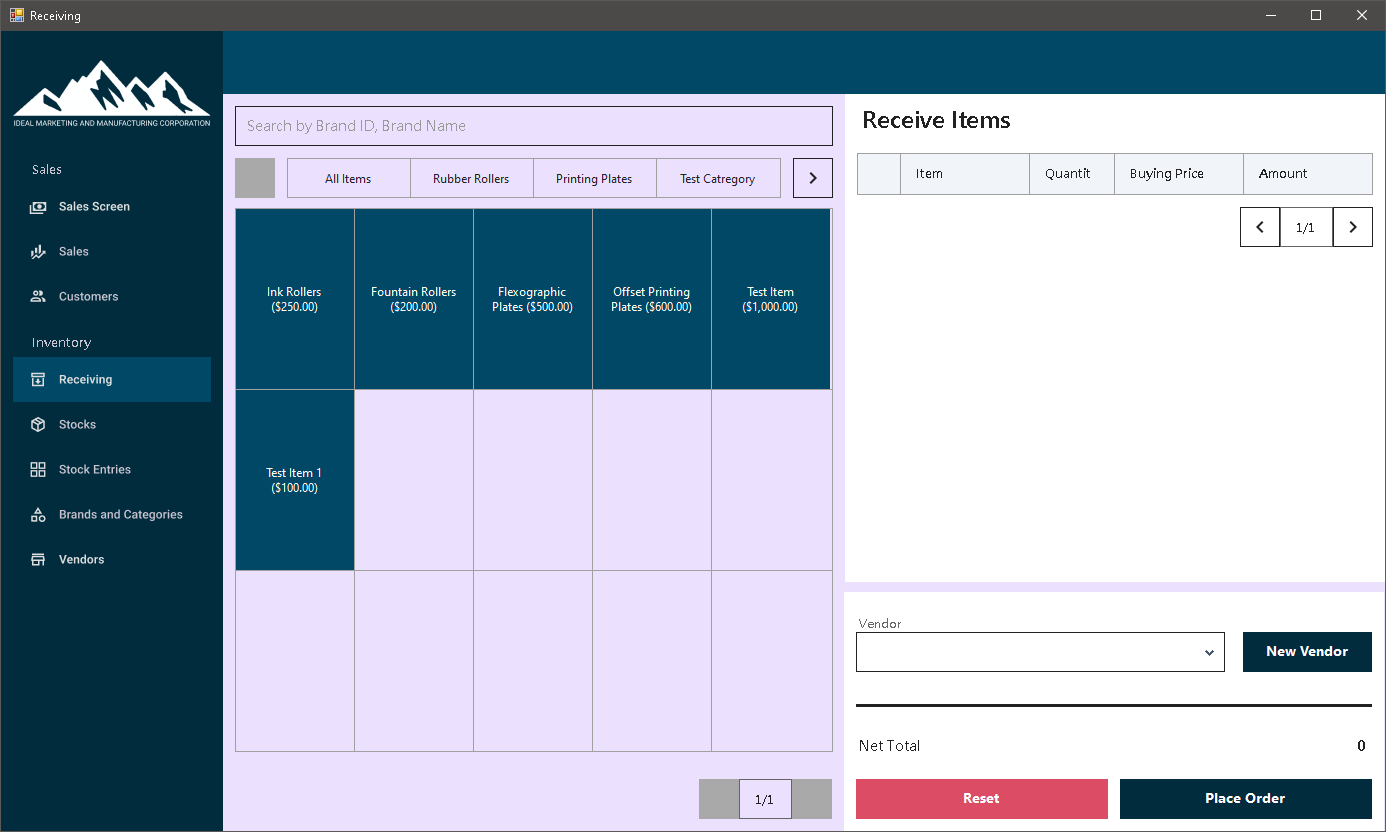 Receiving
IDEAL MARKETING AND MANUFACTURING CORPORATION
Sales
Sales Screen
Sales
Customers
Inventory
Receiving
Stocks
Stock Entries
Brands and Categories
Vendors
Search by Brand ID, Brand Name
All Items
Rubber Rollers
Printing Plates
Test Catregory
Ink Rollers
($250.00)
Fountain Rollers
($200.00)
Flexographic
Plates ($500.00)
Offset Printing
Plates ($600.00)
Test Item
($1,000.00)
Test Item 1
($100.00)
1/1
Receive Items
Item
Quantit
Buying Price
Amount
1/1
Vendor
New Vendor
Net Total
0
Reset
Place Order